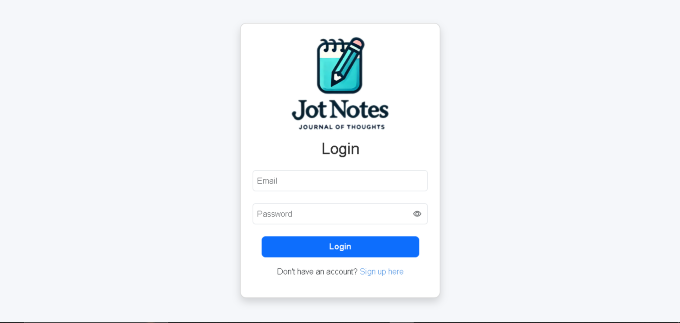 Jot Notes
JOURNAL OF THOUGHTS
Login
Email
Password
Login
Don't have an account? Sign up here